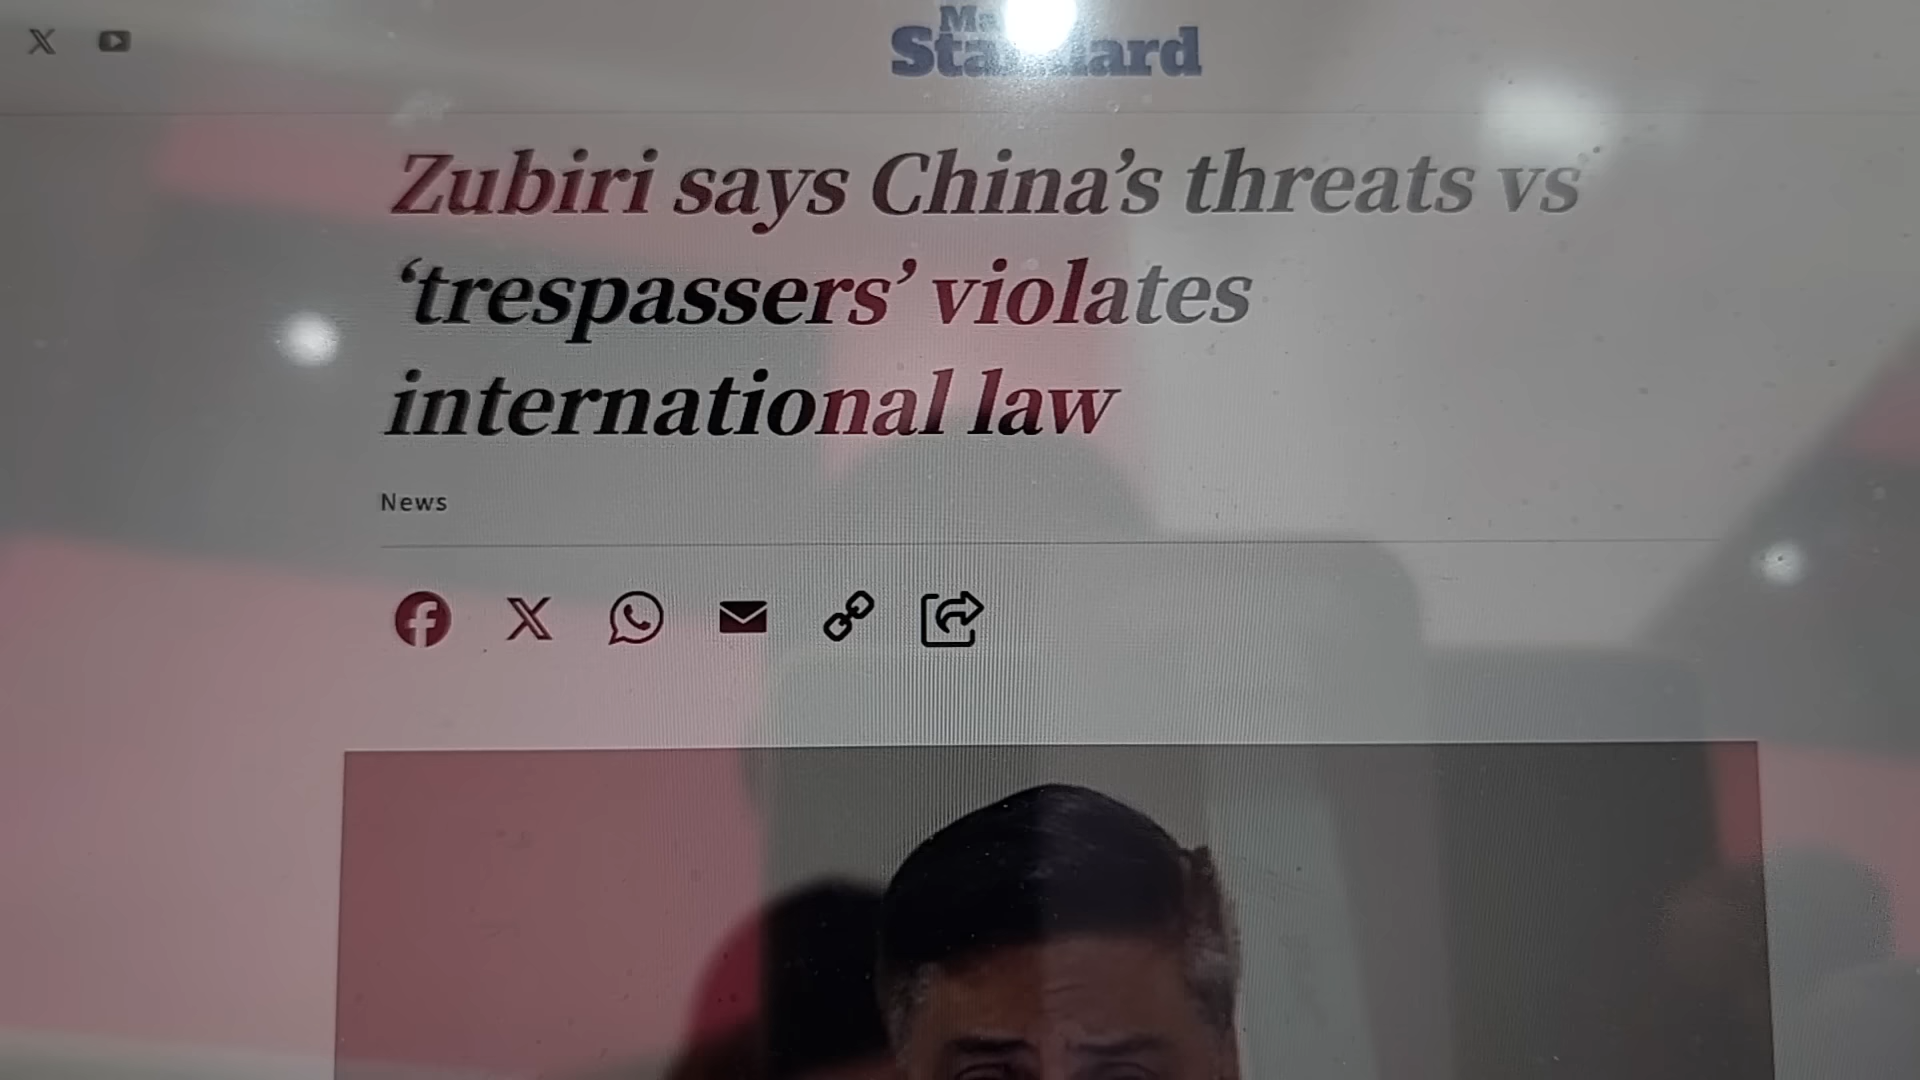 Zubiri says China’s threats vs
‘trespassers’ violates
international law
News